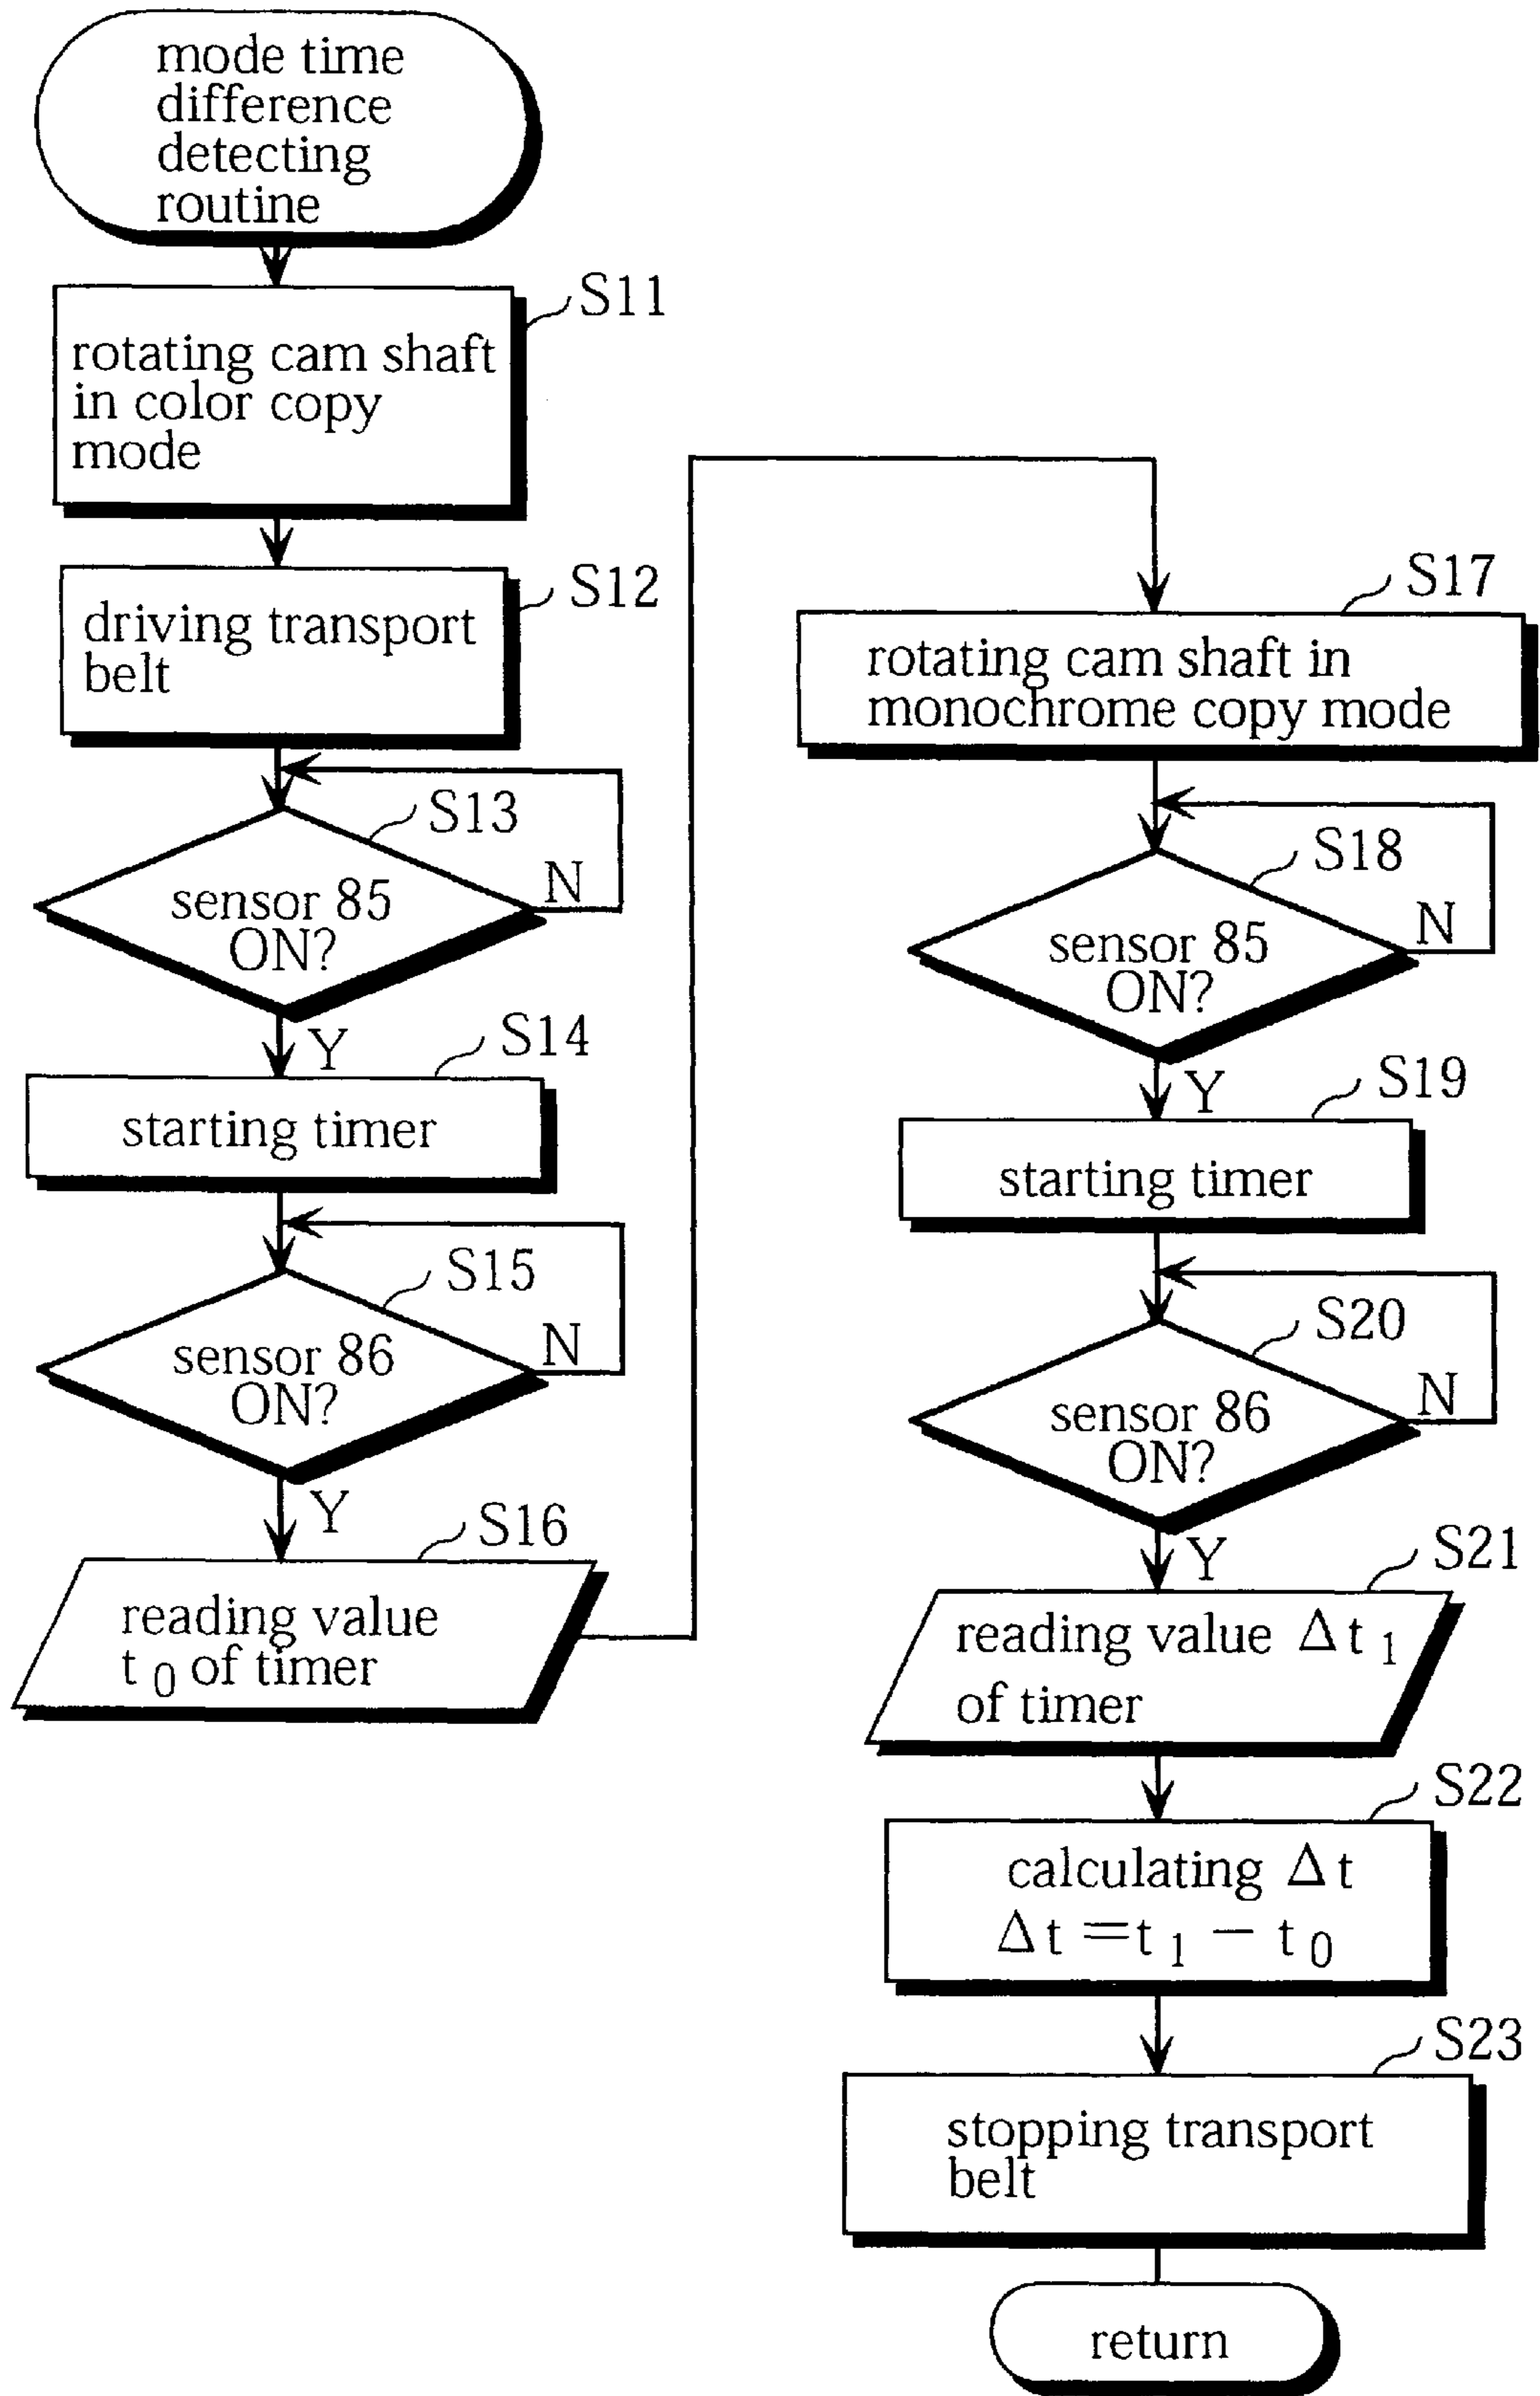 mode time
difference
detecting
routine
S11
rotating cam shaft
in color copy
mode
S12
driving transport
belt
S13
sensor 85
ON?
N
Y
S14
starting timer
S15
sensor 86
ON?
N
Y
S16
reading value
t 0 of timer
S17
rotating cam shaft in
monochrome copy mode
S18
sensor 85
ON?
N
Y
S19
starting timer
S20
sensor 86
ON?
N
Y
S21
reading value Δt 1
of timer
S22
calculating Δt
Δt = t 1 − t 0
S23
stopping transport
belt
return